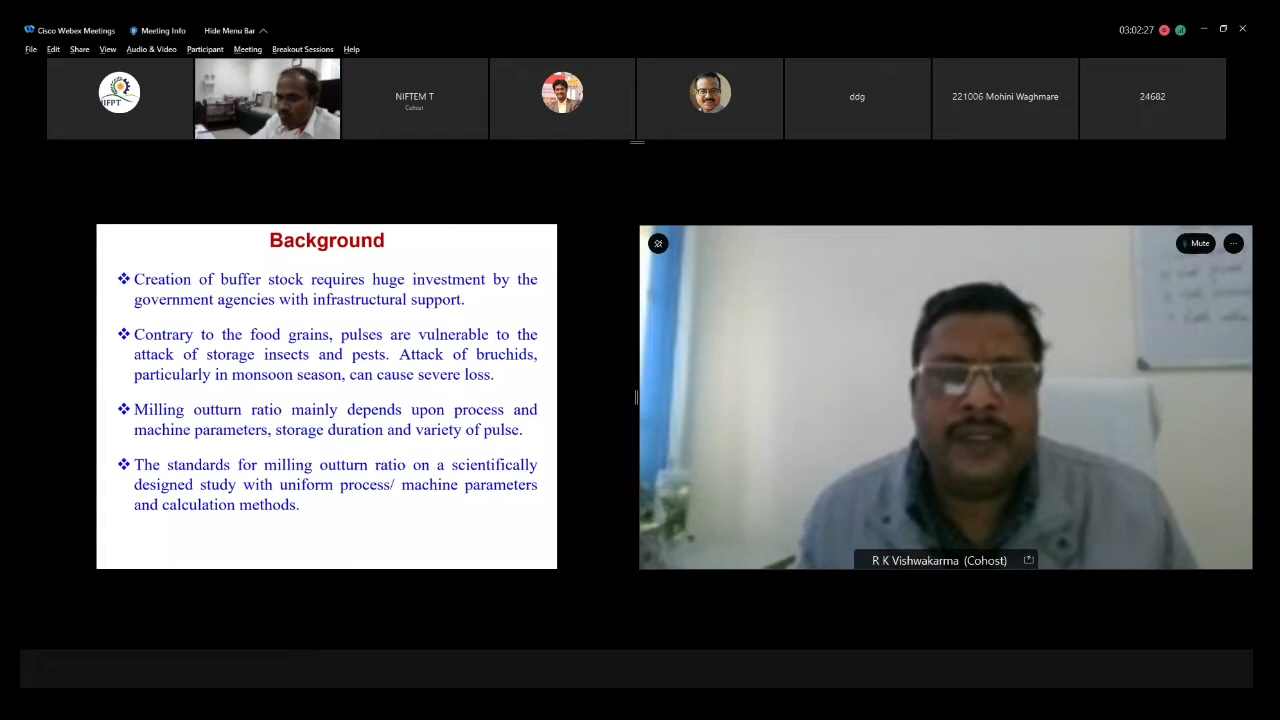 Cisco Webex Meetings Meeting Info Hide Menu Bar
03:02:27
File Edit Share View Audio & Video Participant Meeting Breakout Sessions Help
NIFTEM T
Cohost
ddg
221006 Mohini Waghmare
24682
Background
Creation of buffer stock requires huge investment by the
government agencies with infrastructural support.
Contrary to the food grains, pulses are vulnerable to the
attack of storage insects and pests. Attack of bruchids,
particularly in monsoon season, can cause severe loss.
Milling outturn ratio mainly depends upon process and
machine parameters, storage duration and variety of pulse.
The standards for milling outturn ratio on a scientifically
designed study with uniform process/ machine parameters
and calculation methods.
Mute
R K Vishwakarma (Cohost)